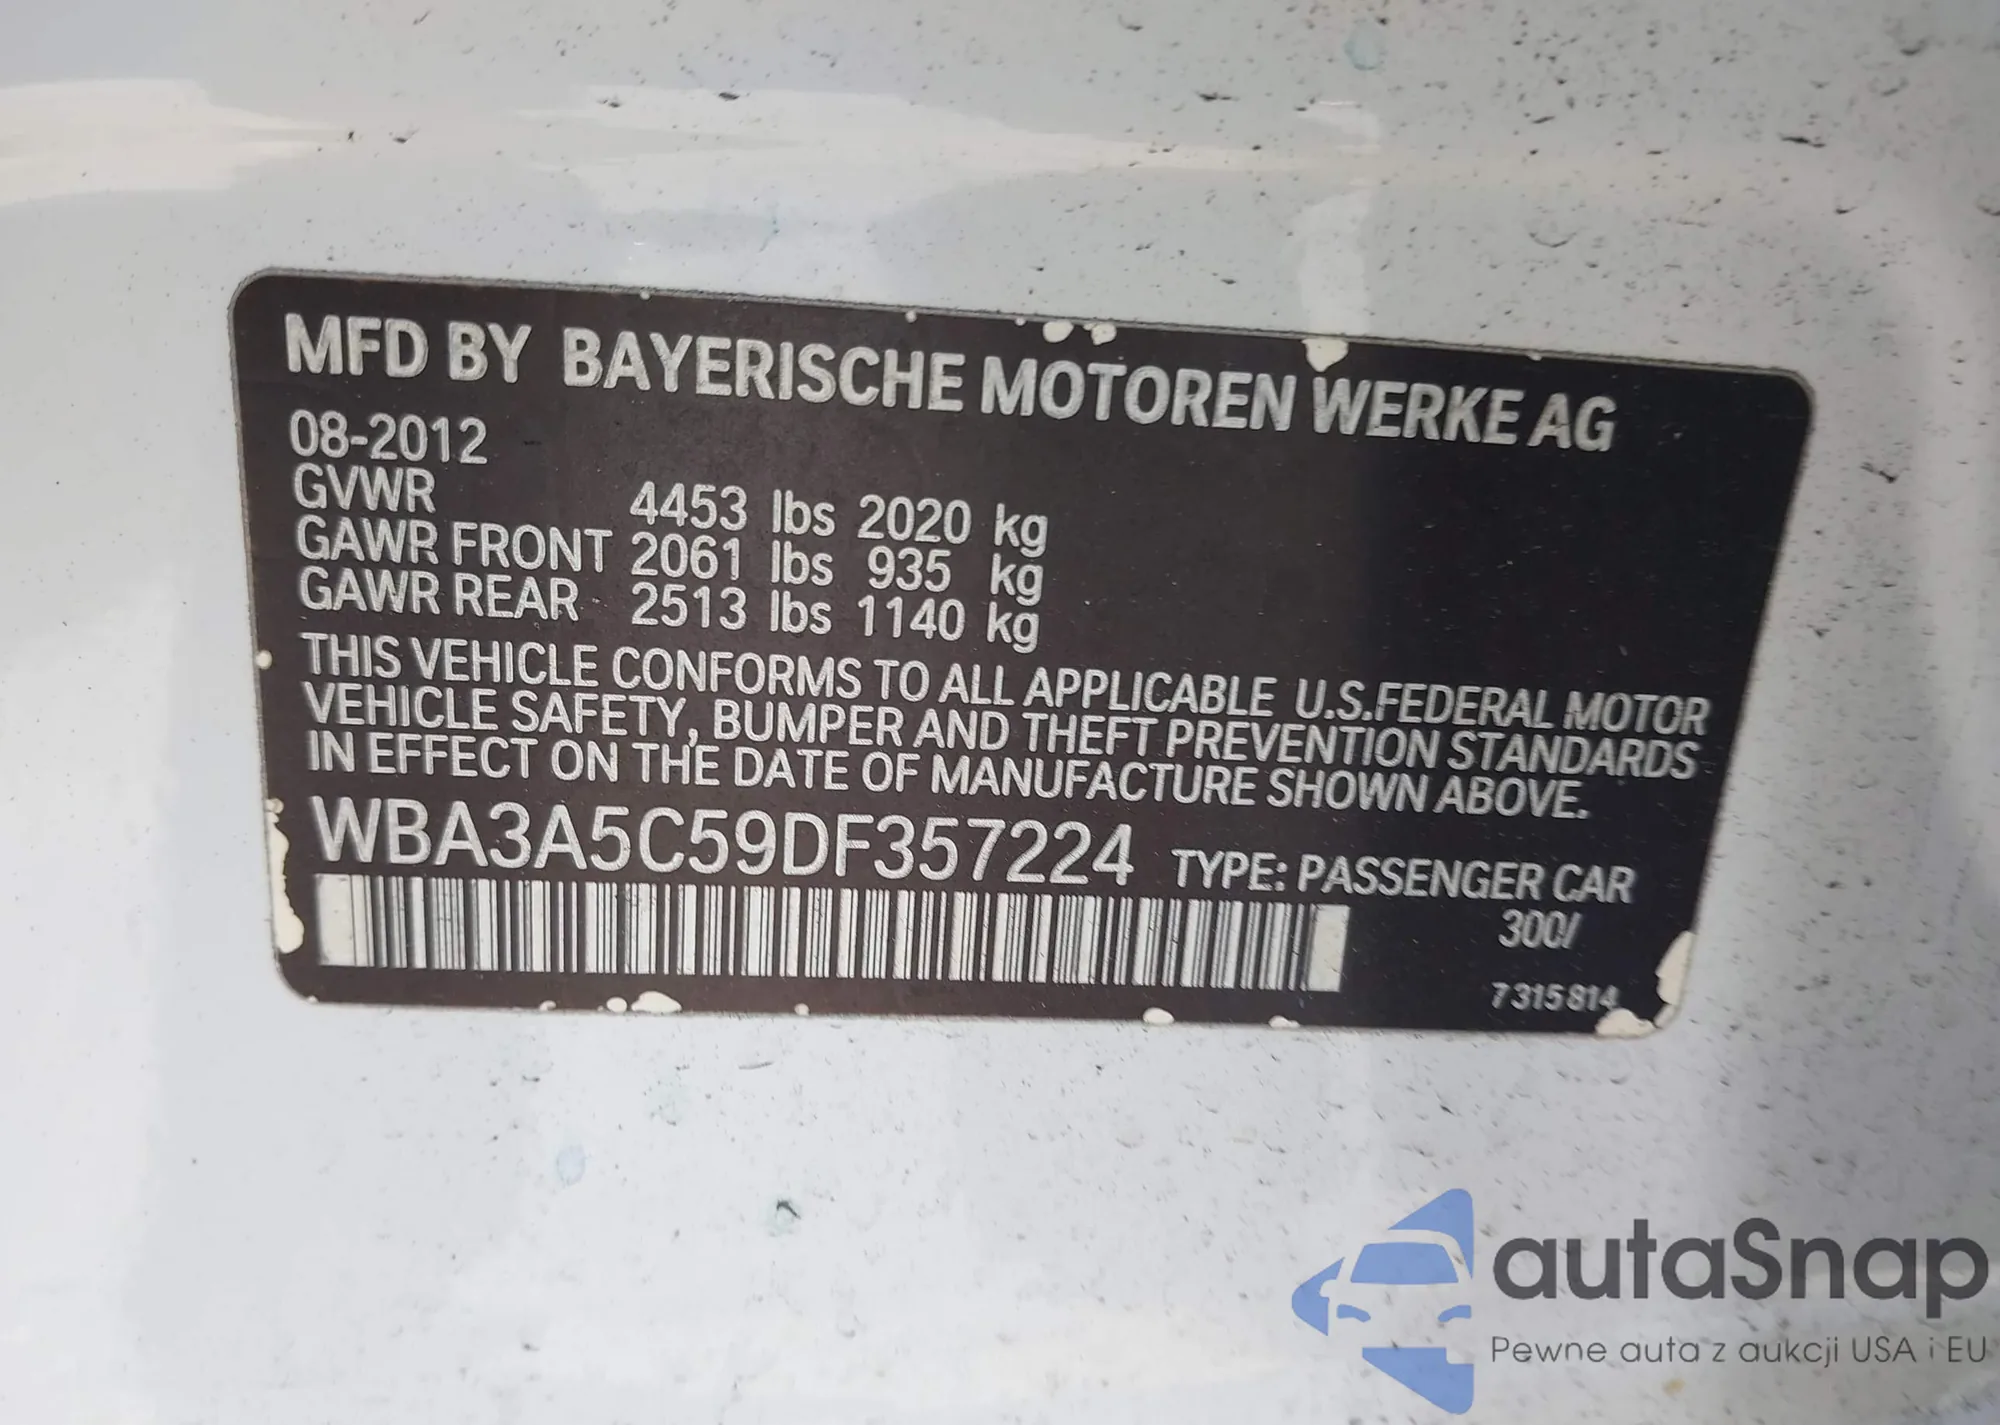 MFD BY BAYERISCHE MOTOREN WERKE AG
08-2012
GVWR 4453 lbs 2020 kg
GAWR FRONT 2061 lbs 935 kg
GAWR REAR 2513 lbs 1140 kg
THIS VEHICLE CONFORMS TO ALL APPLICABLE U.S.FEDERAL MOTOR
VEHICLE SAFETY, BUMPER AND THEFT PREVENTION STANDARDS
IN EFFECT ON THE DATE OF MANUFACTURE SHOWN ABOVE.
WBA3A5C59DF357224 TYPE: PASSENGER CAR
300/
7315814
autaSnap
Pewne auta z aukcji USA i EU